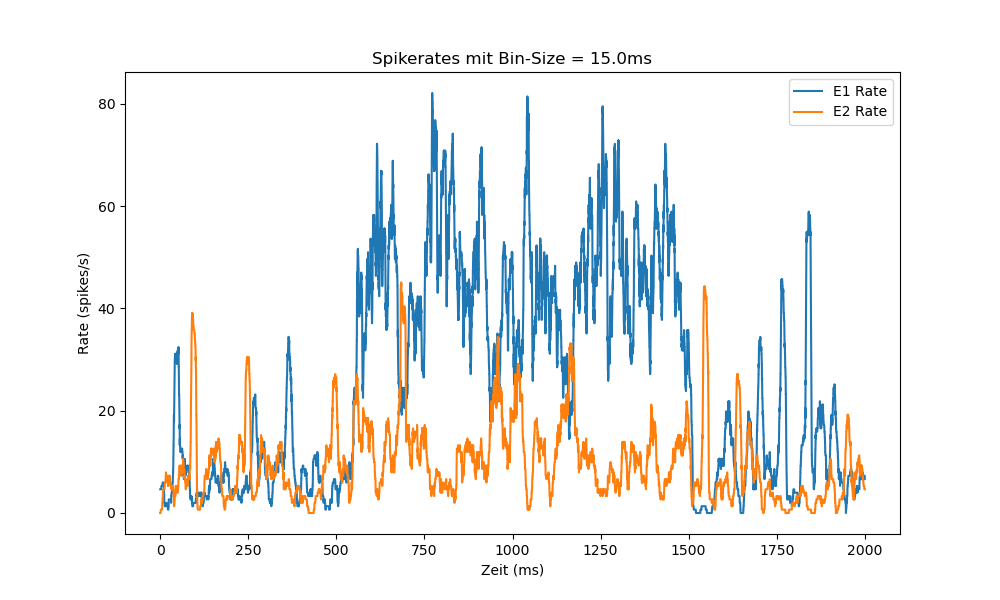 Spikerates mit Bin-Size = 15.0ms
E1 Rate
E2 Rate
Rate (spikes/s)
80
60
40
20
0
0 250 500 750 1000 1250 1500 1750 2000
Zeit (ms)